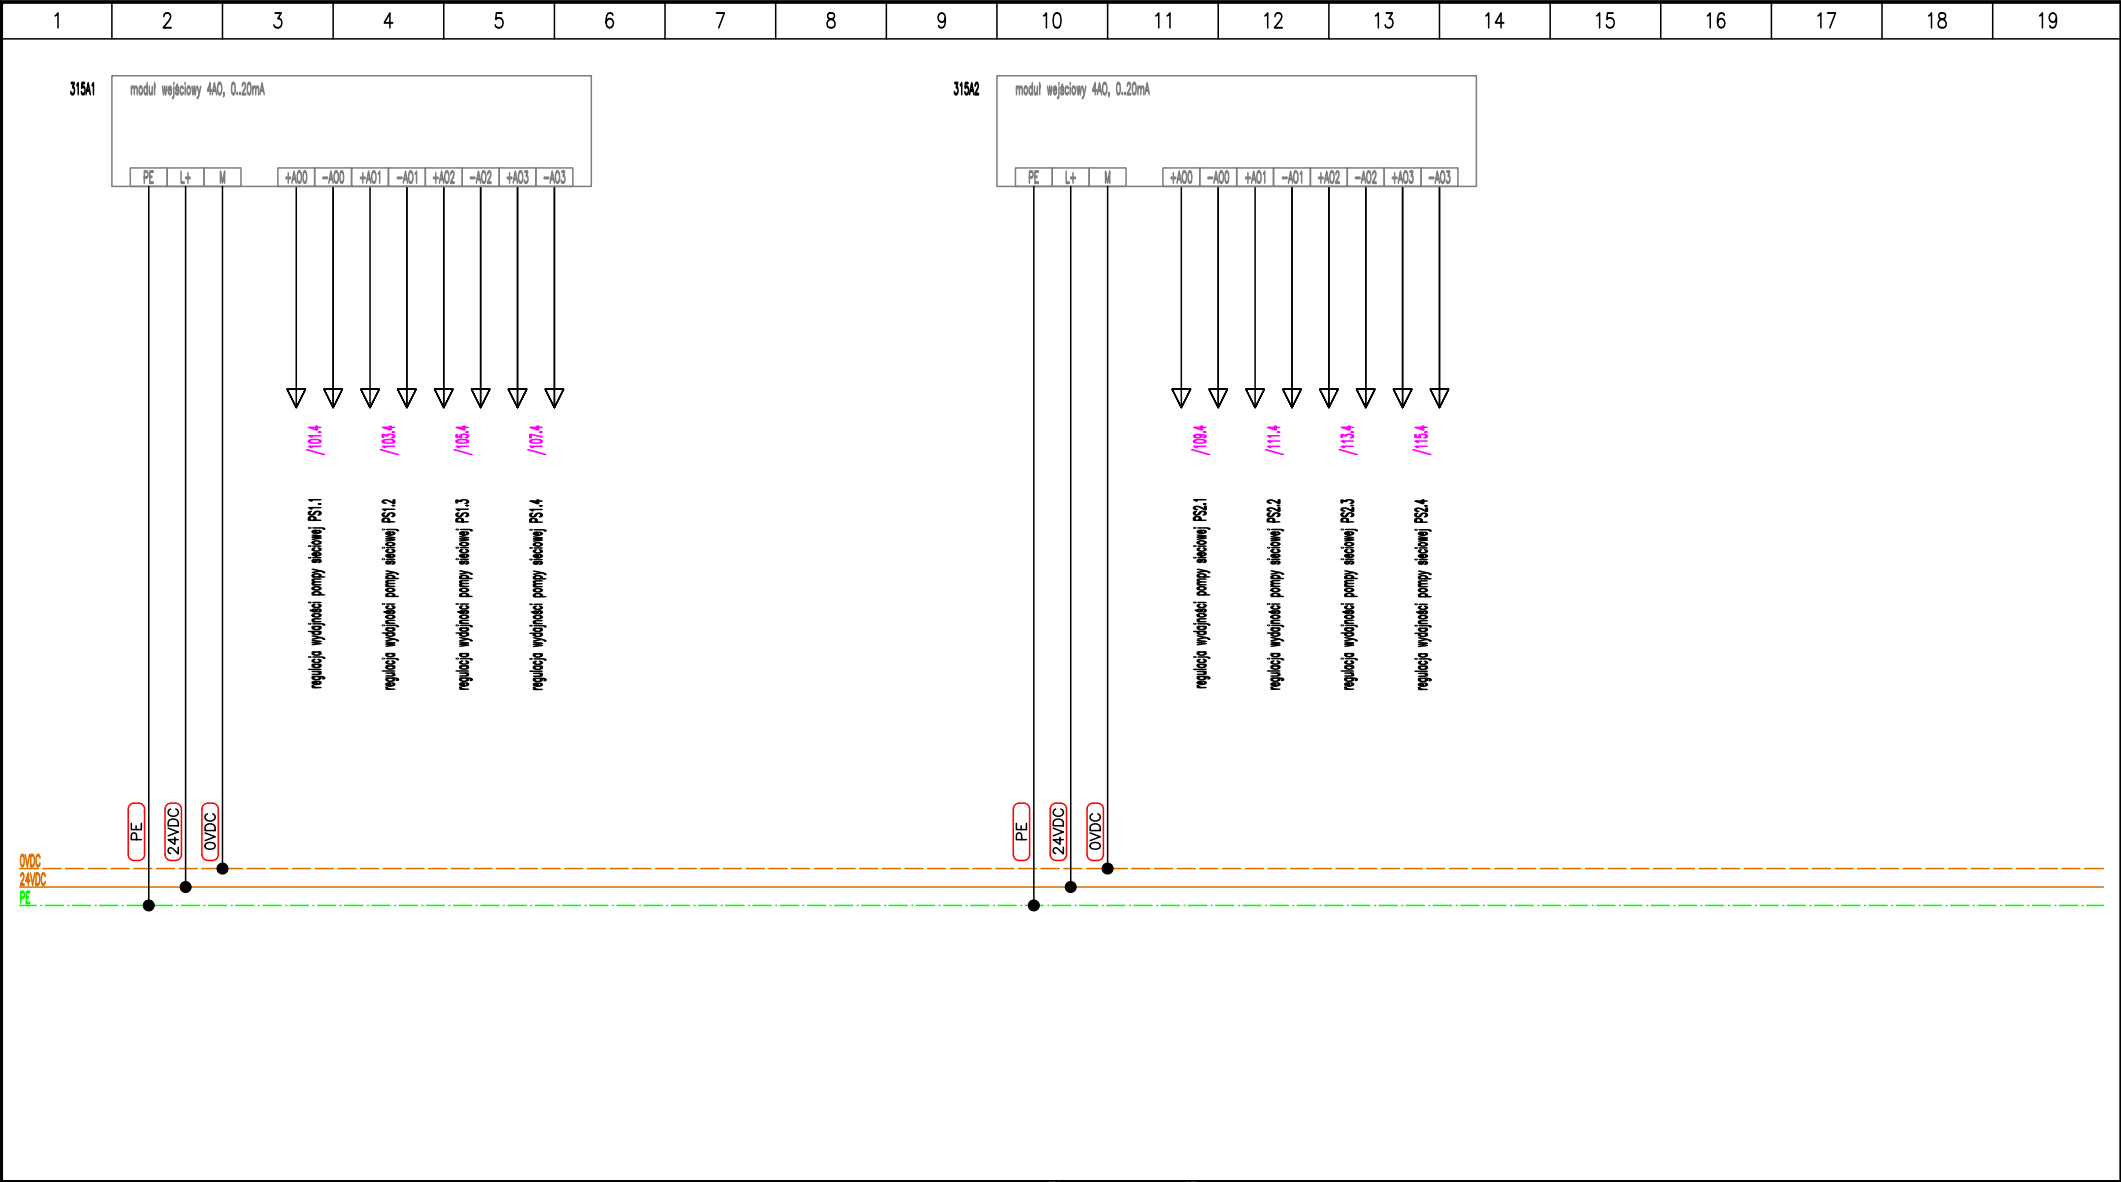 1 2 3 4 5 6 7 8 9 10 11 12 13 14 15 16 17 18 19
315A1
moduł wejściowy 4AO, 0..20mA
PE L+ M +AO0 -AO0 +AO1 -AO1 +AO2 -AO2 +AO3 -AO3
315A2
moduł wejściowy 4AO, 0..20mA
PE L+ M +AO0 -AO0 +AO1 -AO1 +AO2 -AO2 +AO3 -AO3
/101.4
/103.4
/105.4
/107.4
/109.4
/111.4
/113.4
/115.4
regulacja wydajności pompy sieciowej PS1.1
regulacja wydajności pompy sieciowej PS1.2
regulacja wydajności pompy sieciowej PS1.3
regulacja wydajności pompy sieciowej PS1.4
regulacja wydajności pompy sieciowej PS2.1
regulacja wydajności pompy sieciowej PS2.2
regulacja wydajności pompy sieciowej PS2.3
regulacja wydajności pompy sieciowej PS2.4
PE
24VDC
0VDC
PE
24VDC
0VDC
0VDC
24VDC
PE